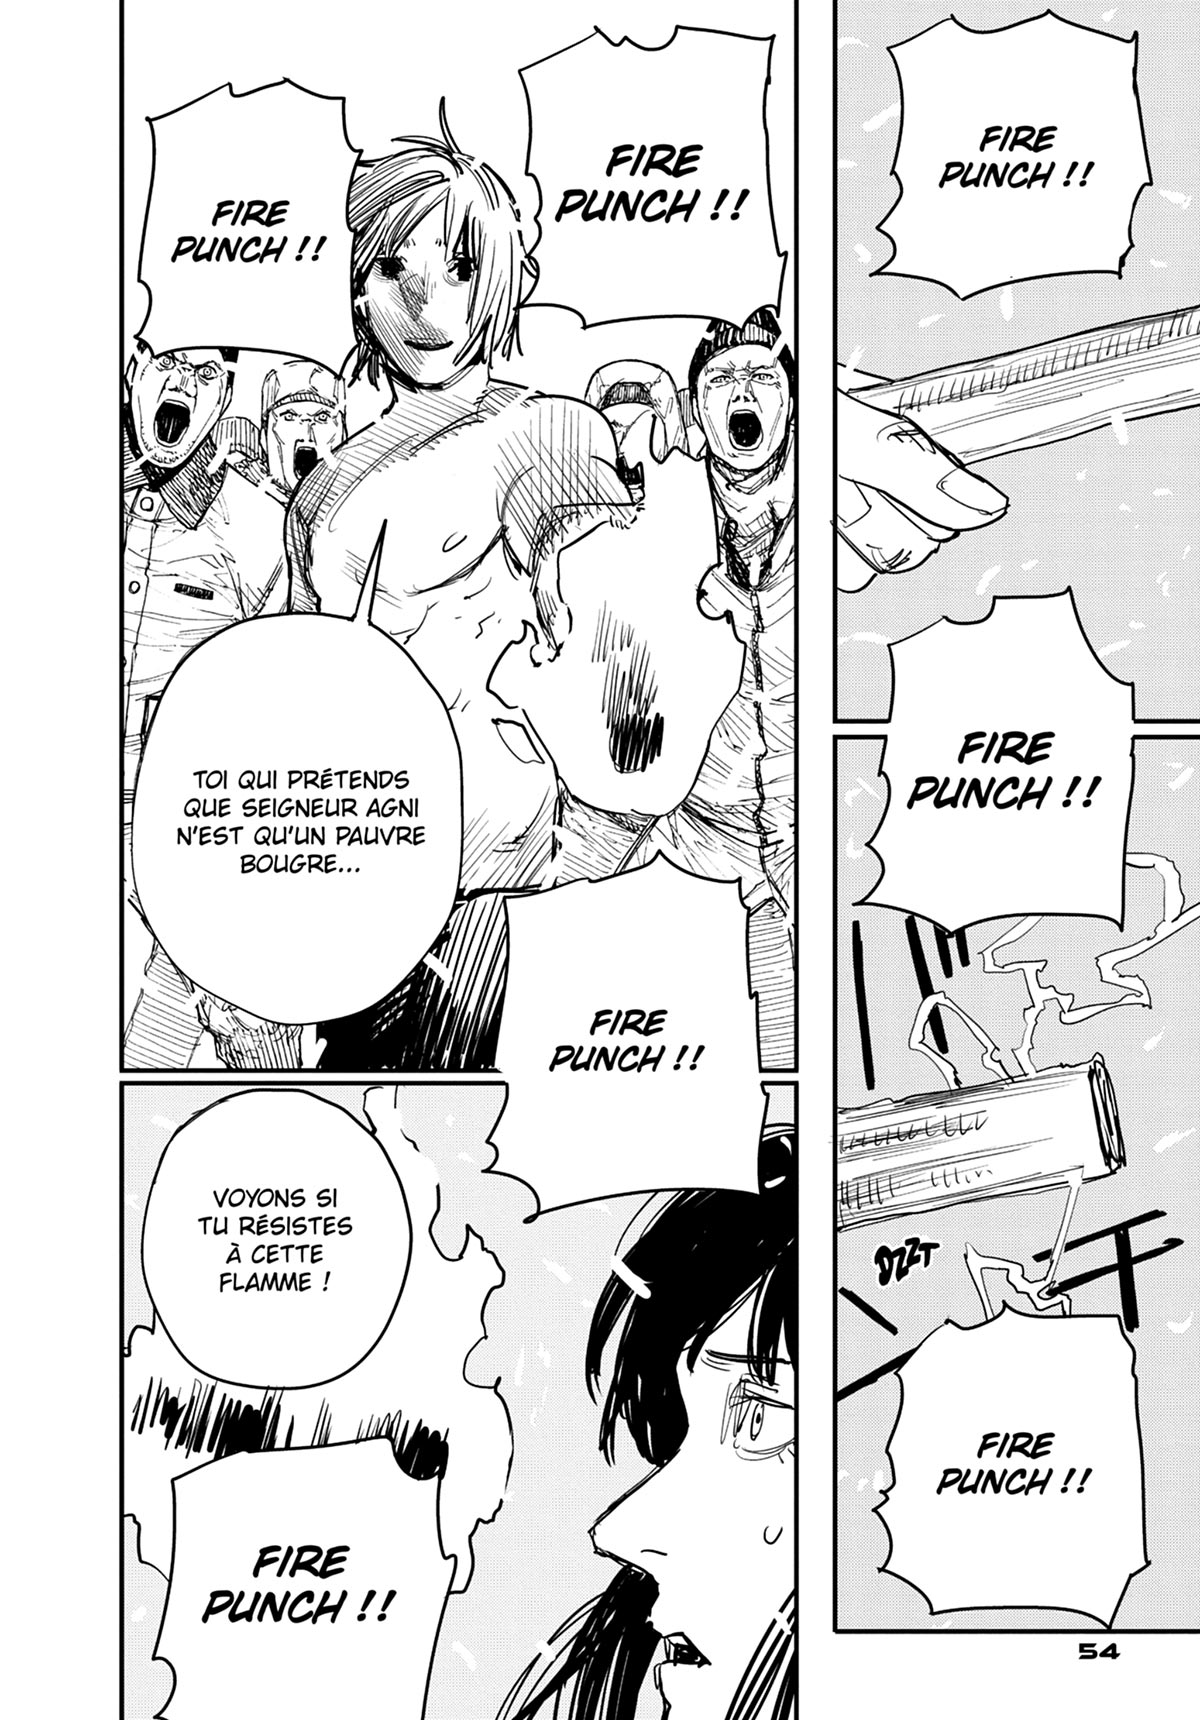 FIRE
PUNCH !!
FIRE
PUNCH !!
DZZT
FIRE
PUNCH !!
54
FIRE
PUNCH !!
FIRE
PUNCH !!
TOI QUI PRÉTENDS
QUE SEIGNEUR AGNI
N'EST QU'UN PAUVRE
BOUGRE...
FIRE
PUNCH !!
VOYONS SI
TU RÉSISTES
À CETTE
FLAMME !
FIRE
PUNCH !!